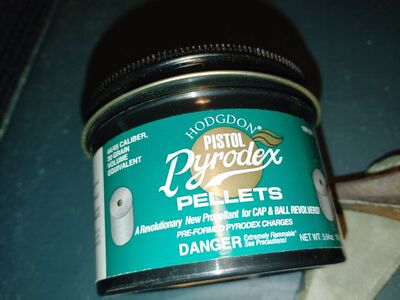 HODGDON
PISTOL
Pyrodex
PELLETS
44/45 CALIBER,
30 GRAIN
VOLUME
EQUIVALENT
A Revolutionary New Propellant for CAP & BALL REVOLVERS!
PRE-FORMED PYRODEX CHARGES
DANGER Extremely Flammable
See Precautions!
NET WT.